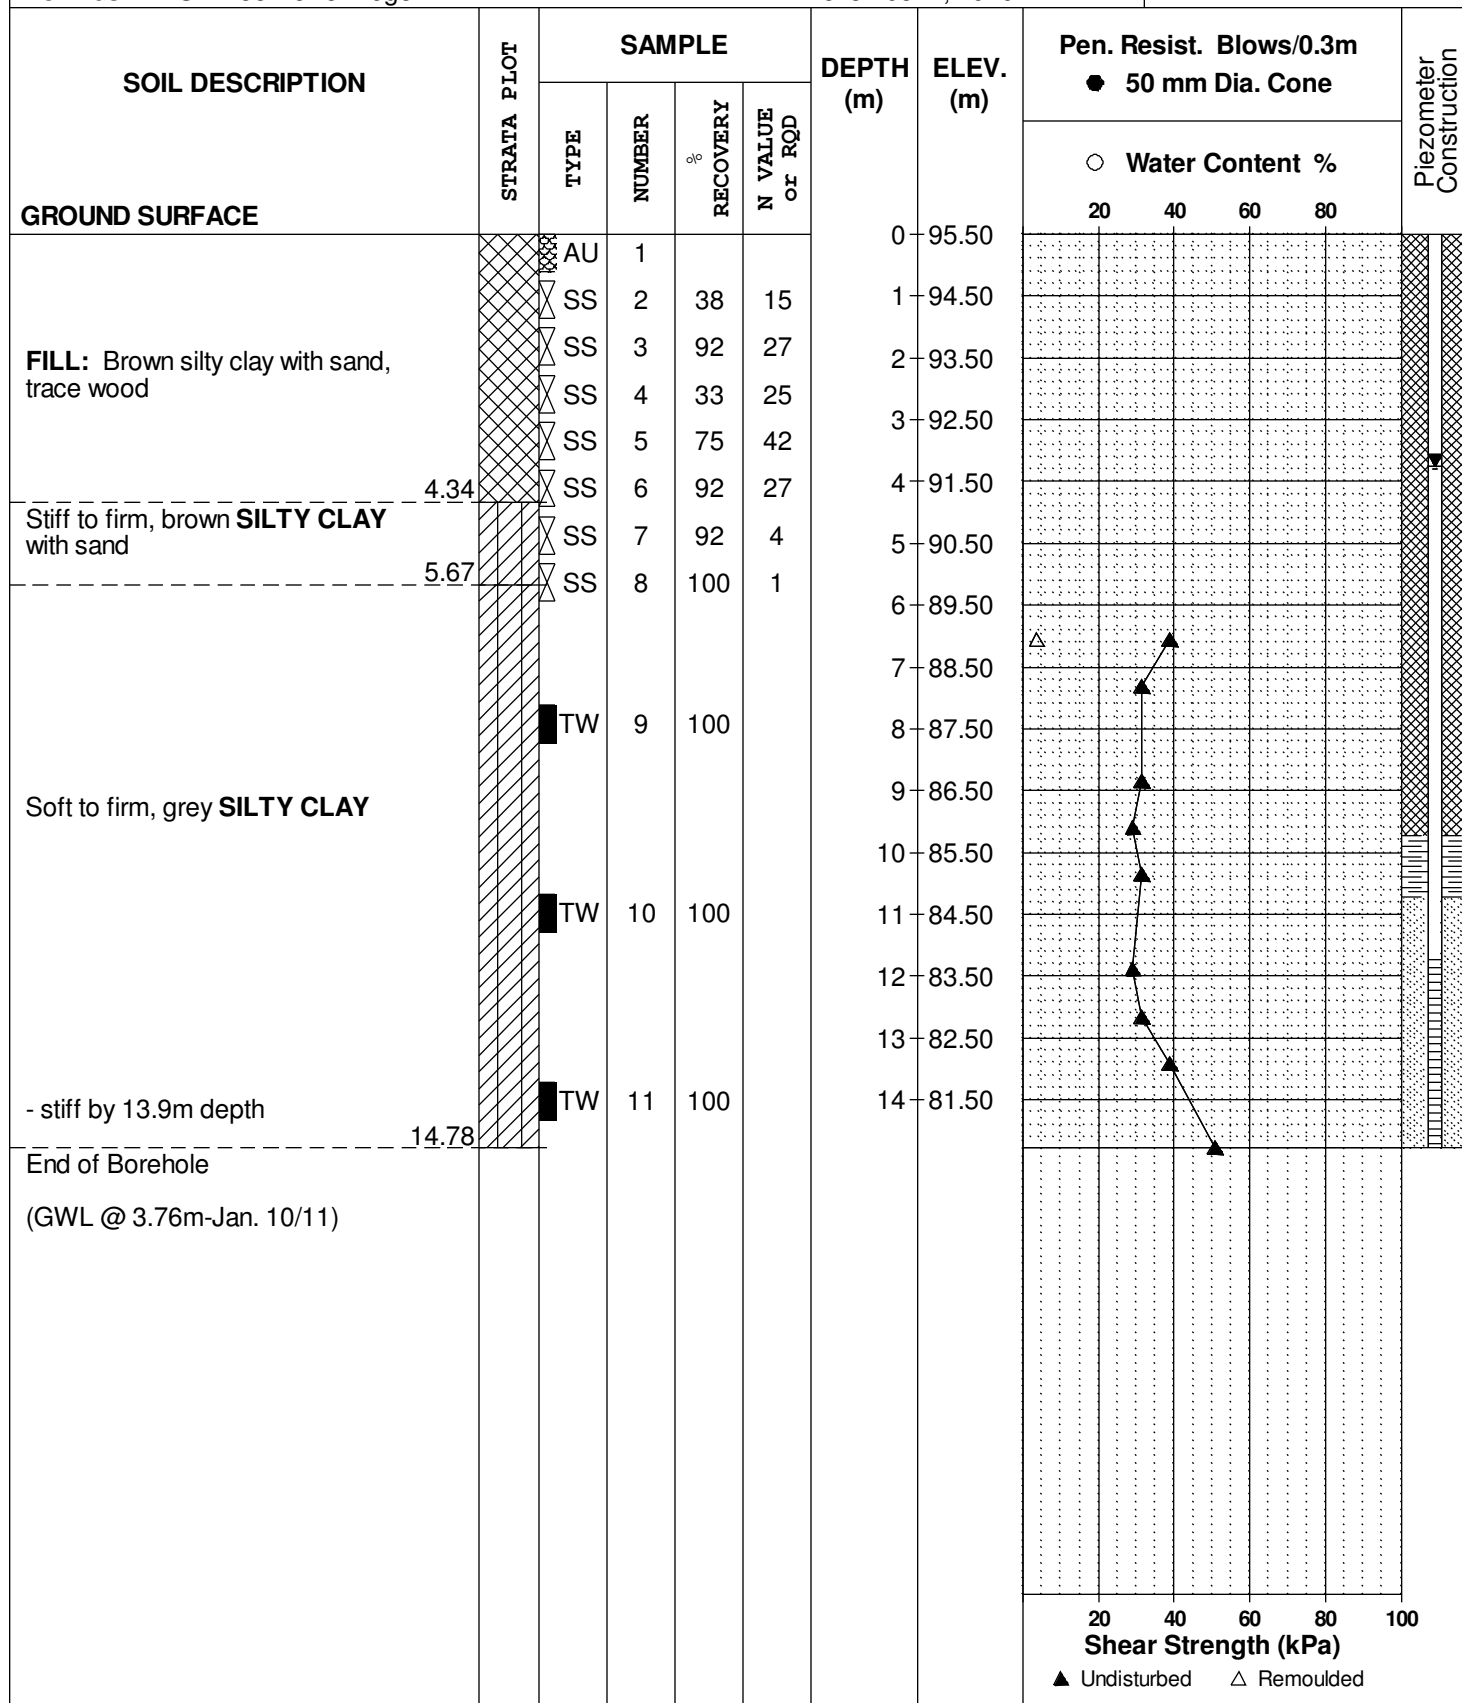 SOIL DESCRIPTION
GROUND SURFACE
STRATA PLOT
SAMPLE
TYPE
NUMBER
% RECOVERY
N VALUE or RQD
DEPTH (m)
ELEV. (m)
Pen. Resist. Blows/0.3m
● 50 mm Dia. Cone
○ Water Content %
20 40 60 80
Piezometer Construction
0 95.50
AU 1
SS 2 38 15
1 94.50
SS 3 92 27
FILL: Brown silty clay with sand,
trace wood
2 93.50
SS 4 33 25
3 92.50
SS 5 75 42
4.34
SS 6 92 27
4 91.50
Stiff to firm, brown SILTY CLAY
with sand
SS 7 92 4
5 90.50
5.67
SS 8 100 1
6 89.50
7 88.50
TW 9 100
8 87.50
9 86.50
Soft to firm, grey SILTY CLAY
10 85.50
TW 10 100
11 84.50
12 83.50
13 82.50
- stiff by 13.9m depth
TW 11 100
14 81.50
14.78
End of Borehole
(GWL @ 3.76m-Jan. 10/11)
20 40 60 80 100
Shear Strength (kPa)
▲ Undisturbed △ Remoulded